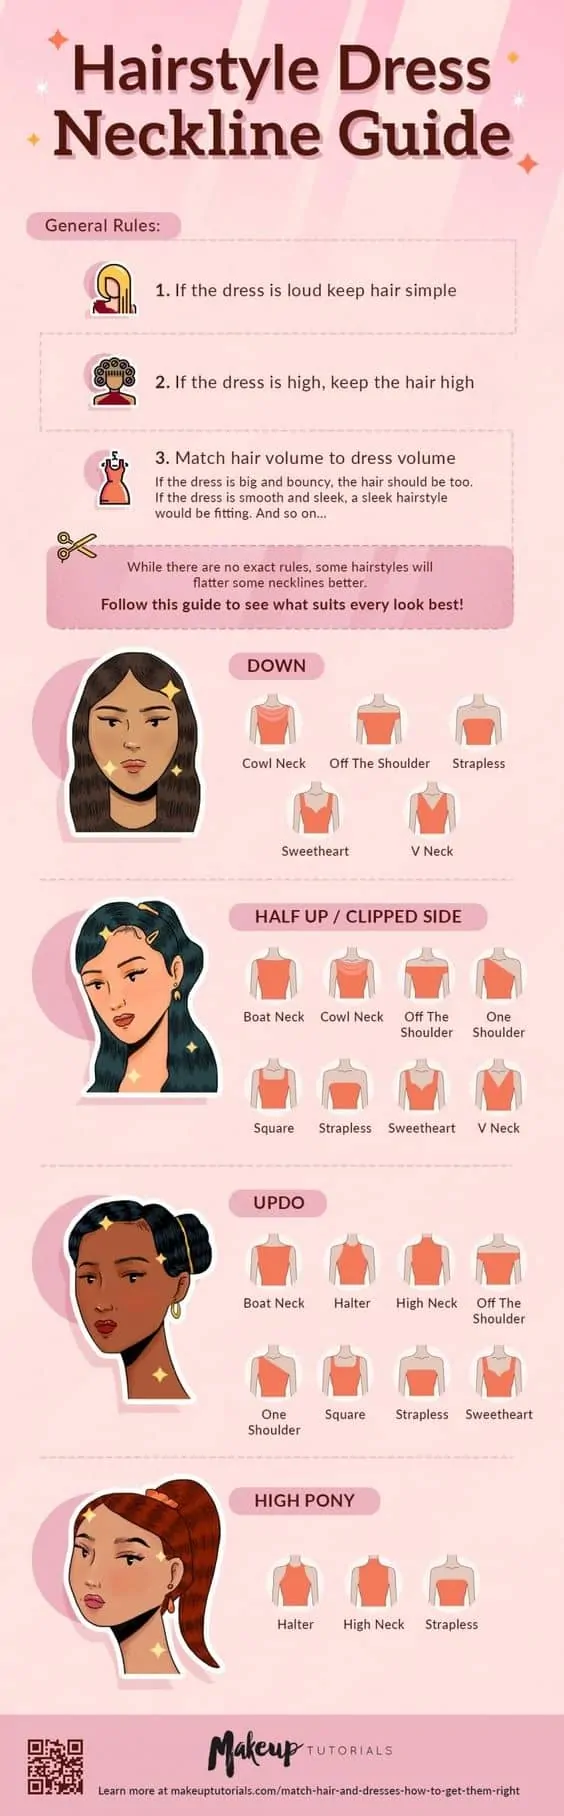 Hairstyle Dress
Neckline Guide
General Rules:
1. If the dress is loud keep hair simple
2. If the dress is high, keep the hair high
3. Match hair volume to dress volume
If the dress is big and bouncy, the hair should be too.
If the dress is smooth and sleek, a sleek hairstyle
would be fitting. And so on...
While there are no exact rules, some hairstyles will
flatter some necklines better.
Follow this guide to see what suits every look best!
DOWN
Cowl Neck
Off The Shoulder
Strapless
Sweetheart
V Neck
HALF UP / CLIPPED SIDE
Boat Neck
Cowl Neck
Off The
Shoulder
One
Shoulder
Square
Strapless
Sweetheart
V Neck
UPDO
Boat Neck
Halter
High Neck
Off The
Shoulder
One
Shoulder
Square
Strapless
Sweetheart
HIGH PONY
Halter
High Neck
Strapless
Makeup TUTORIALS
Learn more at makeuptutorials.com/match-hair-and-dresses-how-to-get-them-right